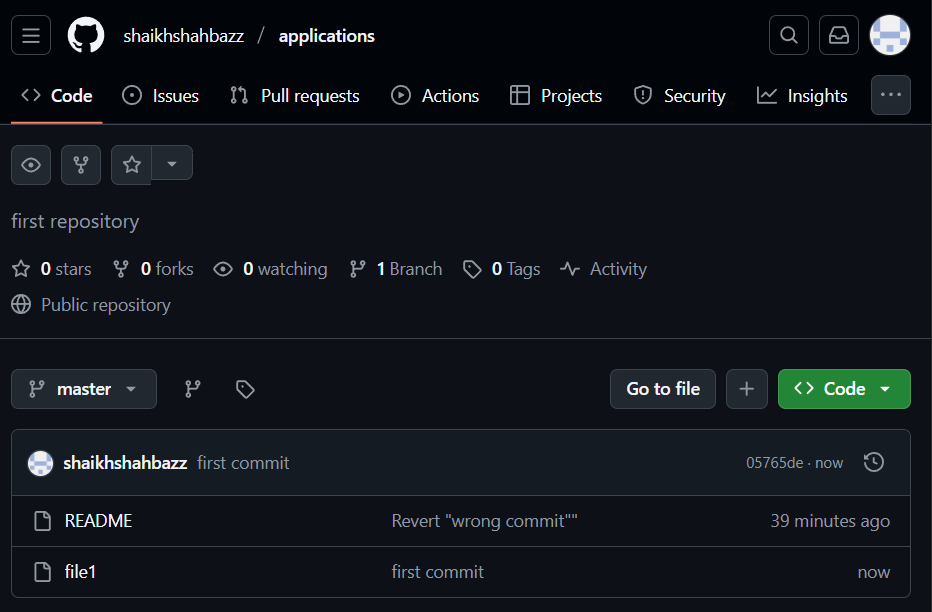 shaikhshahbazz / applications
Code Issues Pull requests Actions Projects Security Insights ...
first repository
0 stars 0 forks 0 watching 1 Branch 0 Tags Activity
Public repository
master Go to file + Code
shaikhshahbazz first commit 05765de · now
README Revert "wrong commit"" 39 minutes ago
file1 first commit now